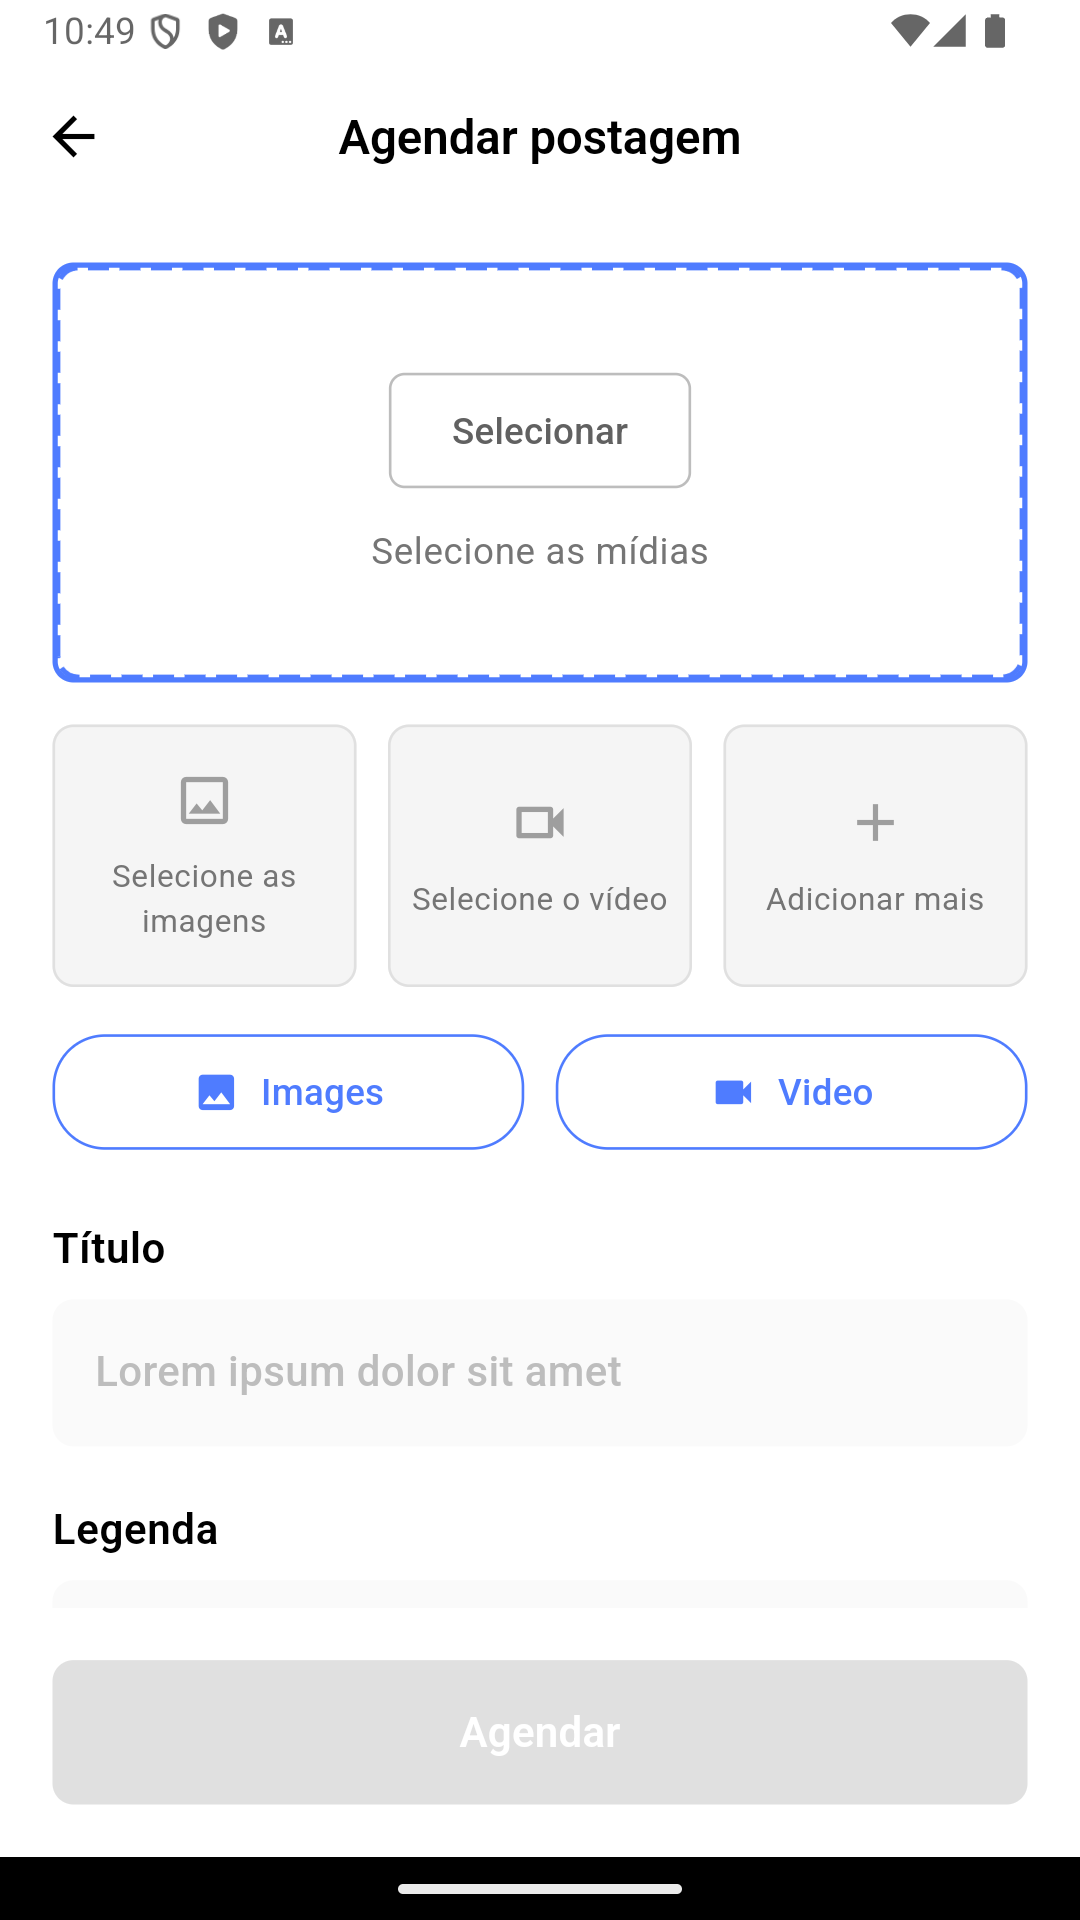 10:49
Agendar postagem
Selecionar
Selecione as mídias
Selecione as
imagens
Selecione o vídeo
Adicionar mais
Images
Video
Título
Lorem ipsum dolor sit amet
Legenda
Agendar